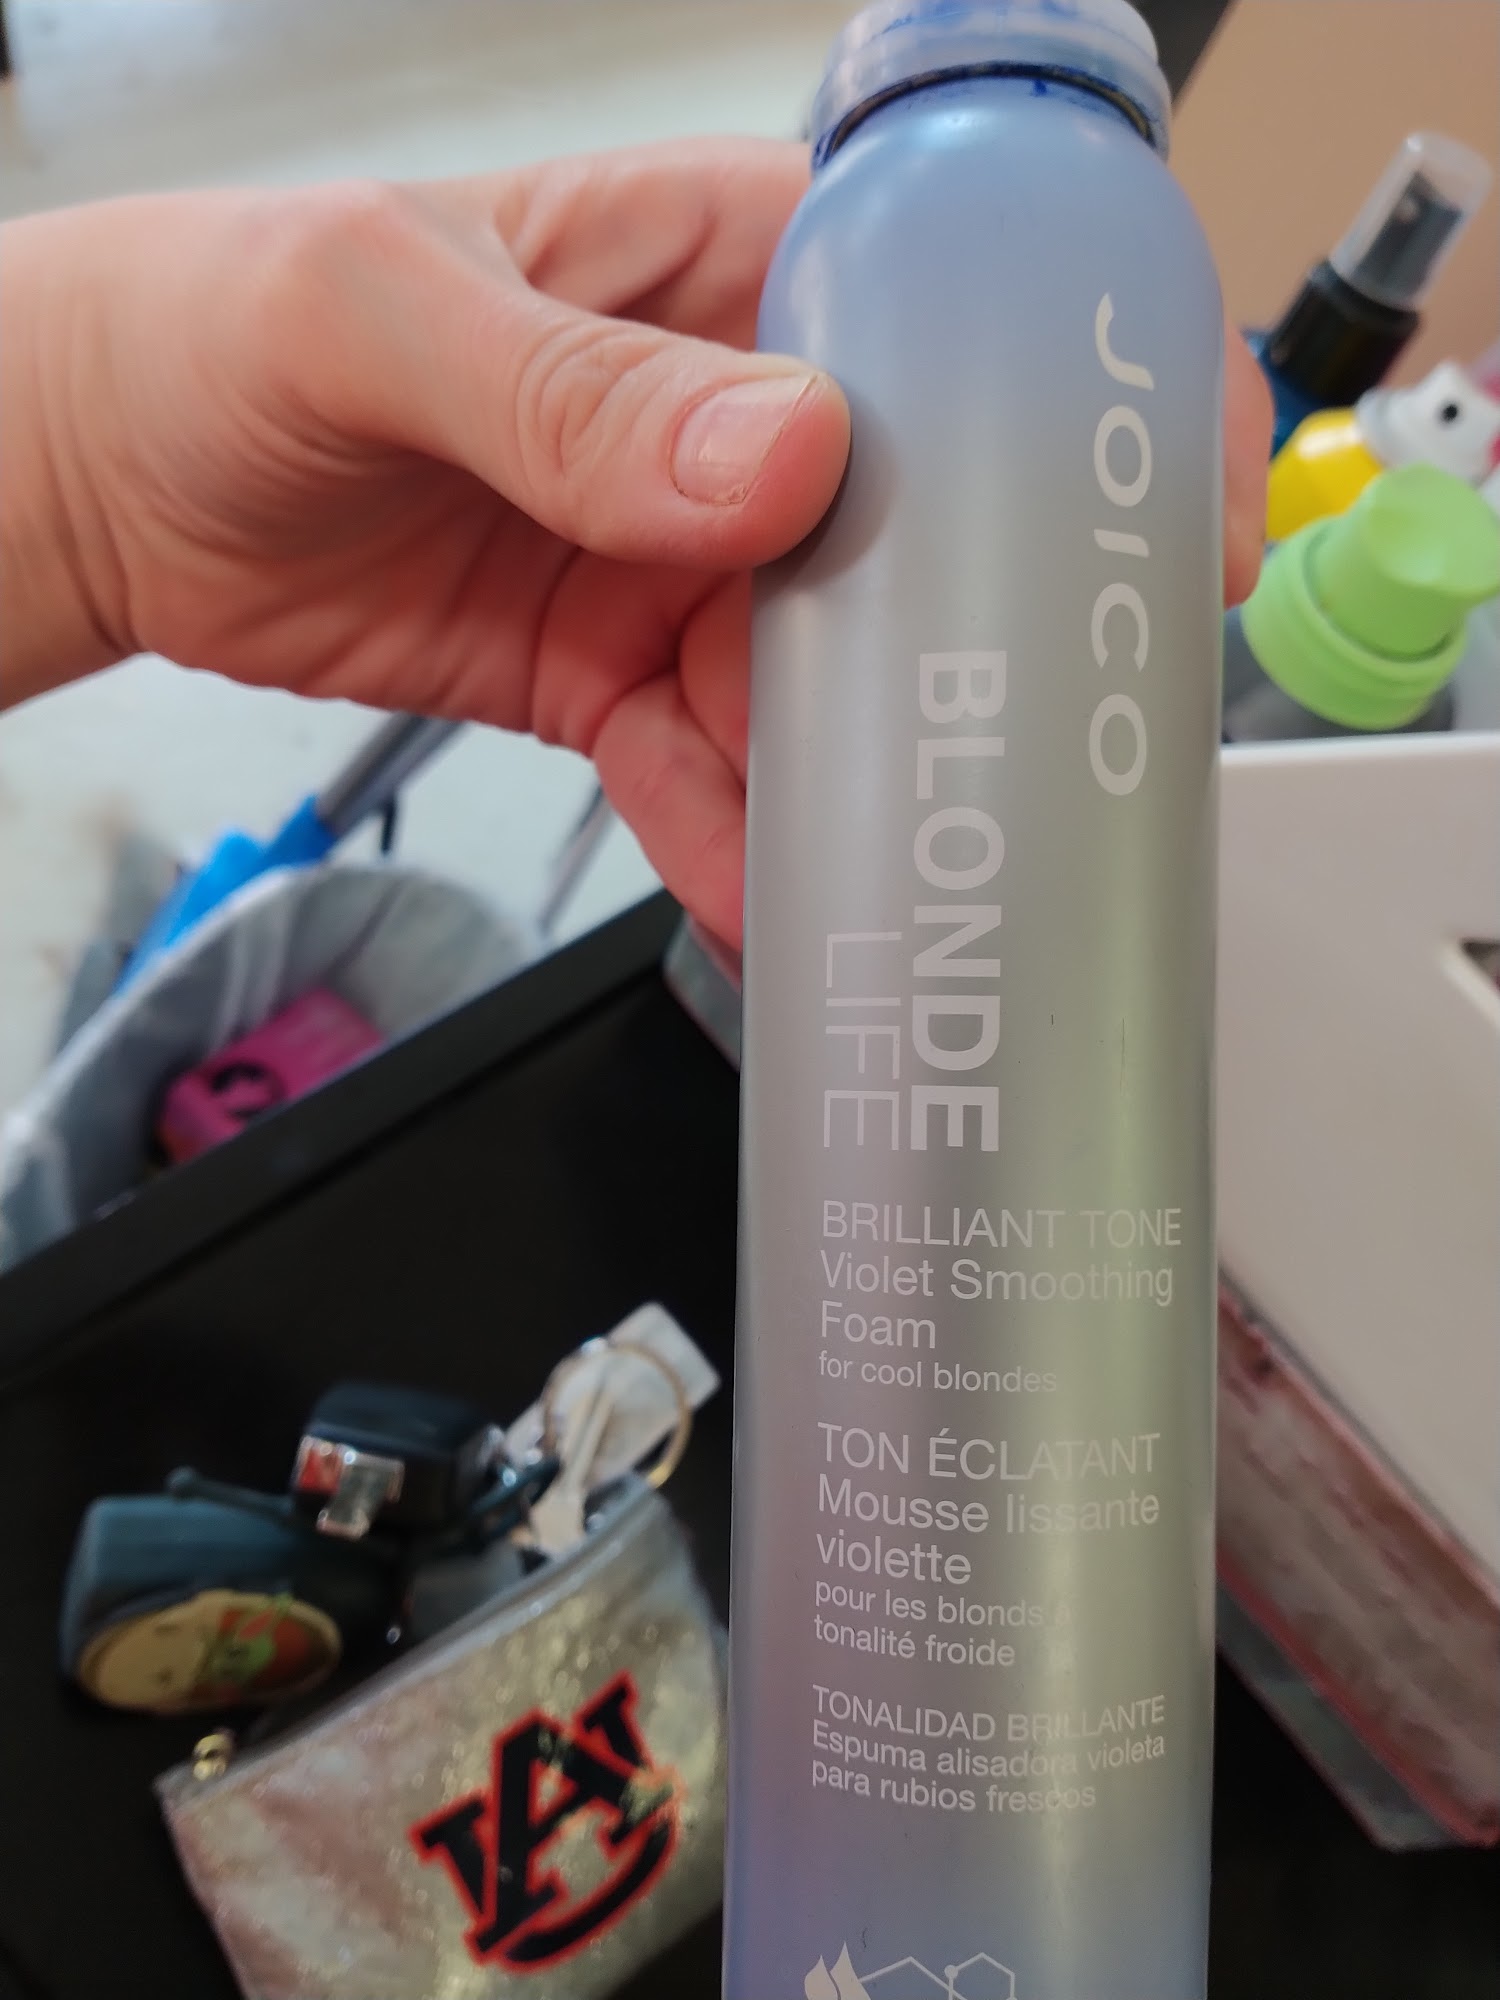 JOICO
BLONDE
LIFE
BRILLIANT TONE
Violet Smoothing
Foam
for cool blondes
TON ÉCLATANT
Mousse lissante
violette
pour les blonds à
tonalité froide
TONALIDAD BRILLANTE
Espuma alisadora violeta
para rubios frescos
AU